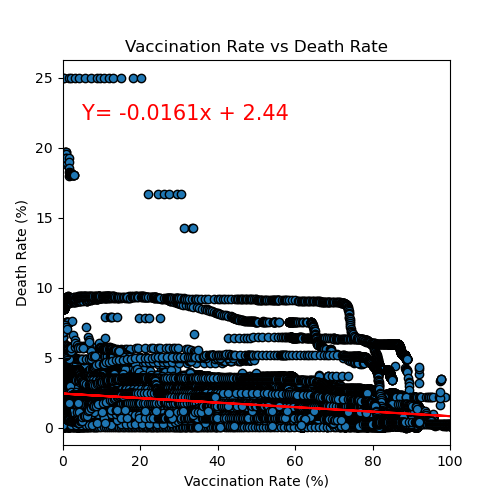 Vaccination Rate vs Death Rate
Y= -0.0161x + 2.44
Death Rate (%)
25
20
15
10
5
0
0 20 40 60 80 100
Vaccination Rate (%)